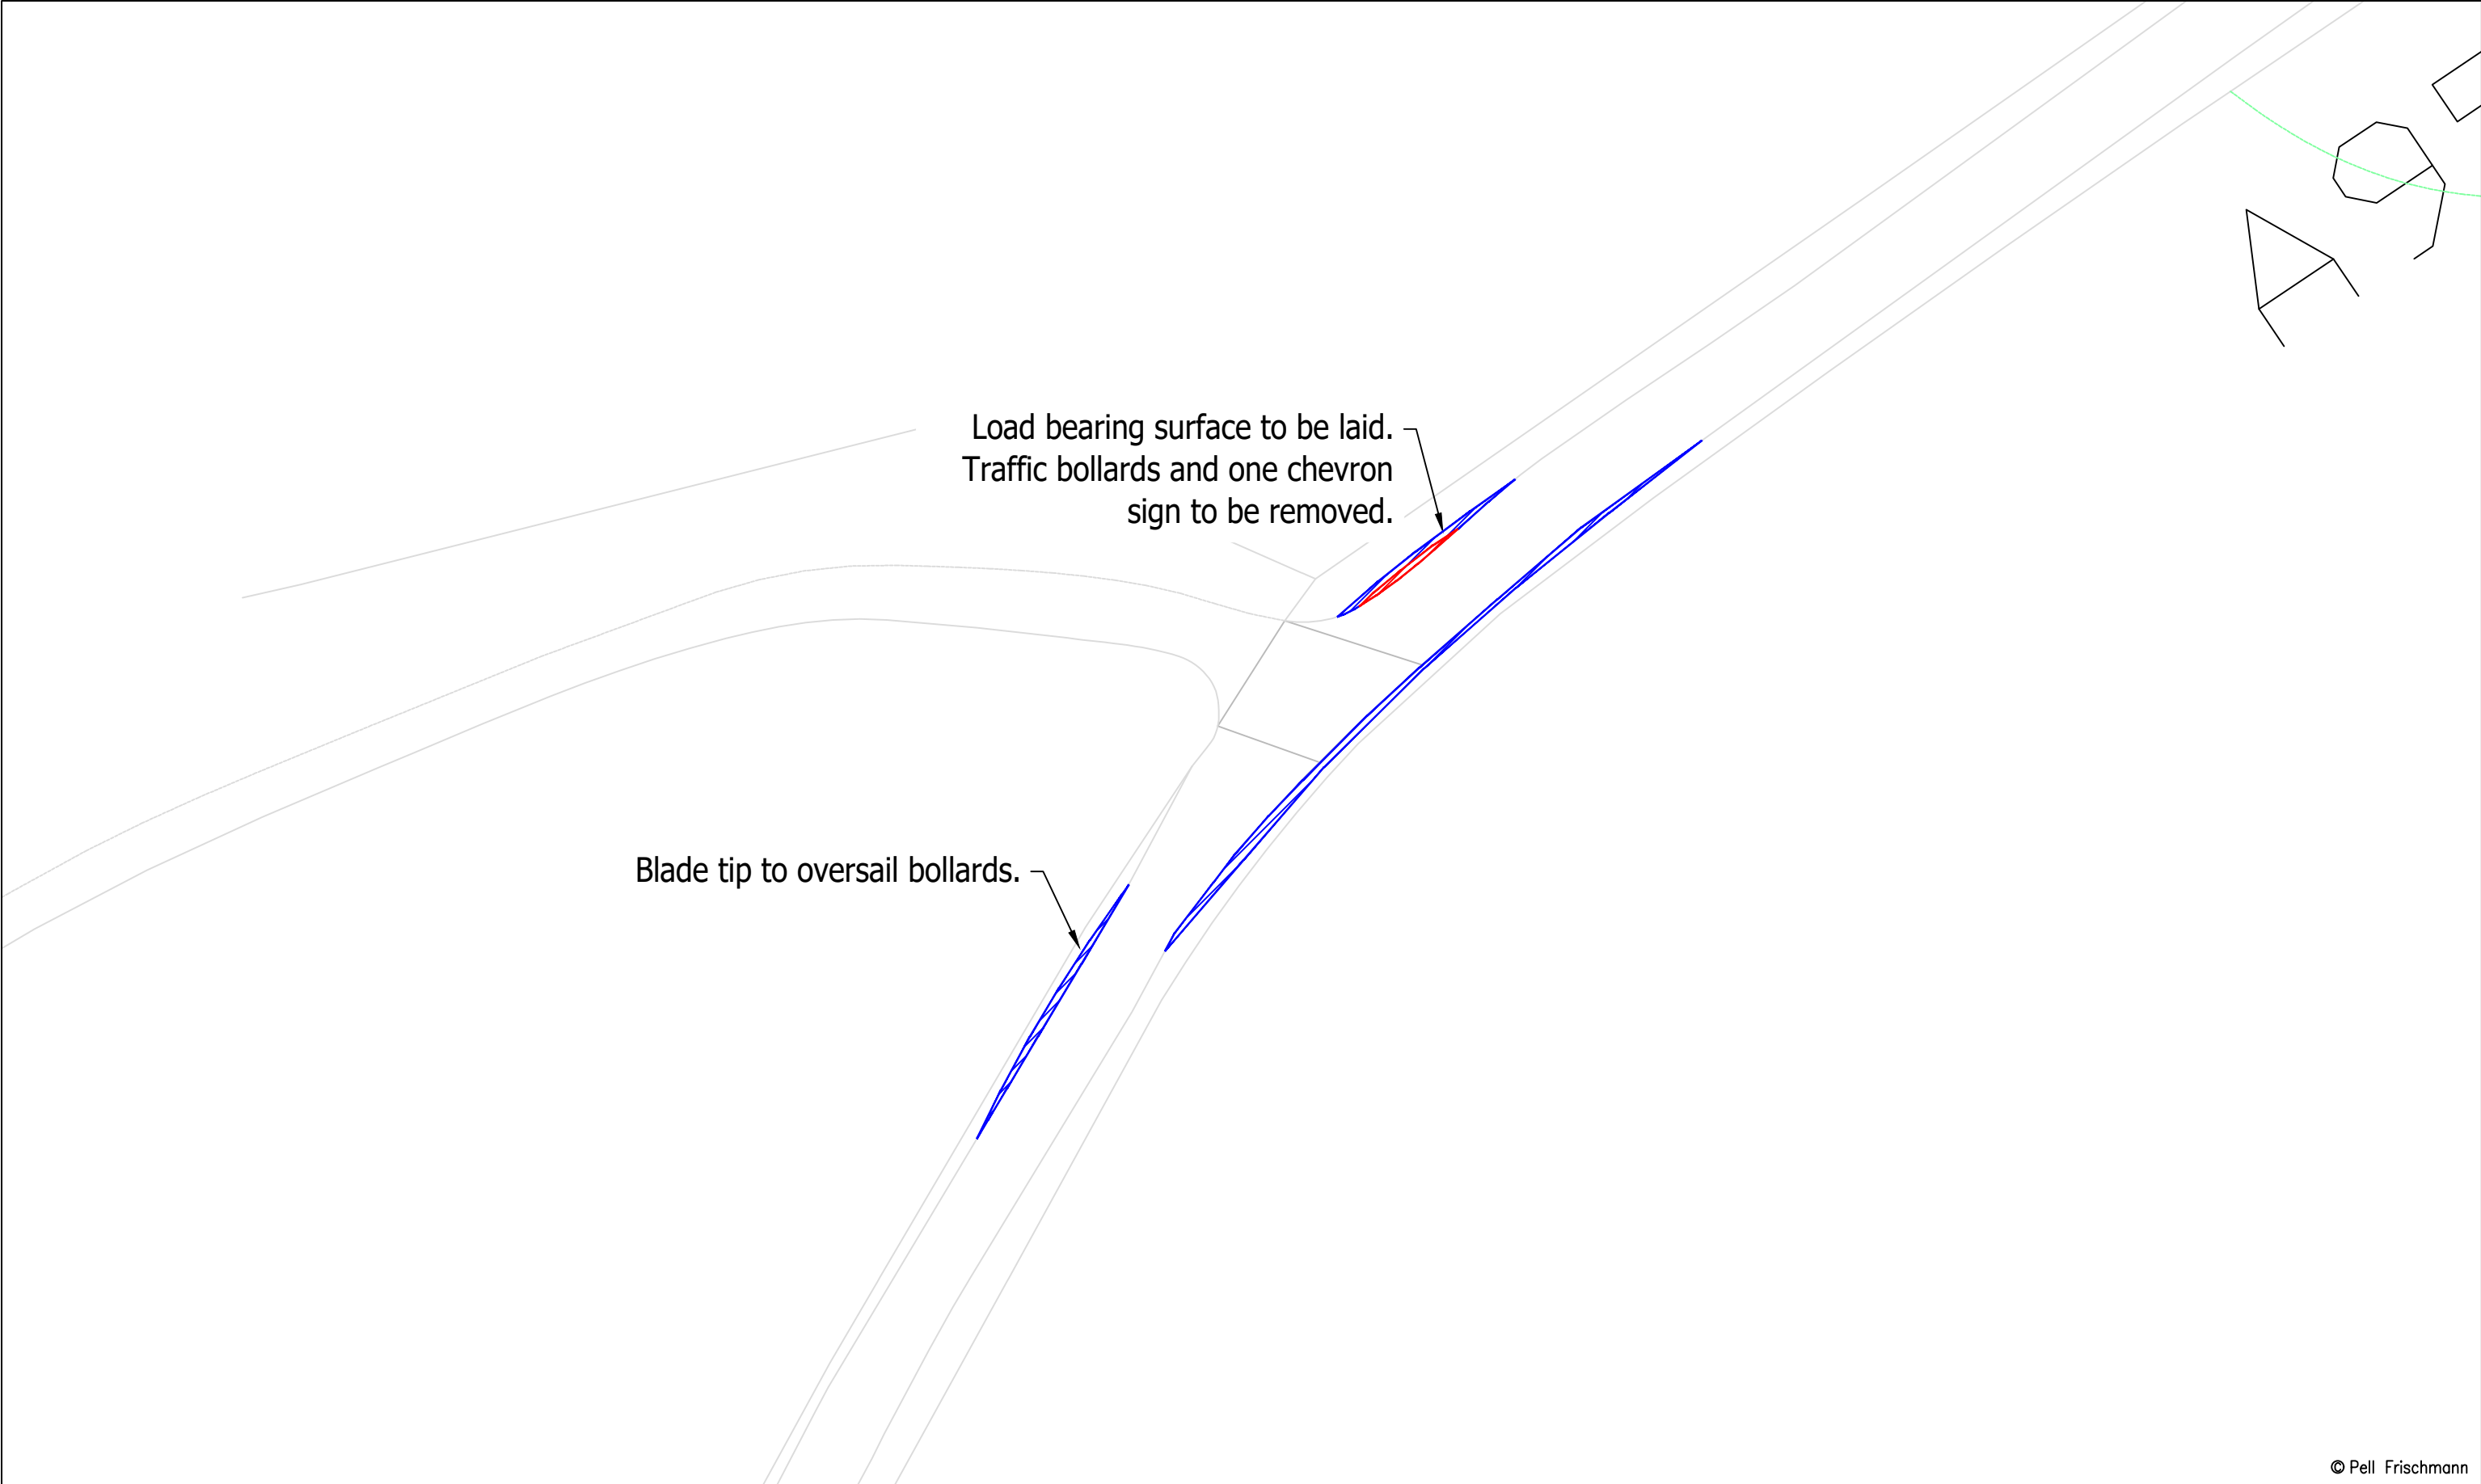 A9
Load bearing surface to be laid.
Traffic bollards and one chevron
sign to be removed.
Blade tip to oversail bollards.
© Pell Frischmann